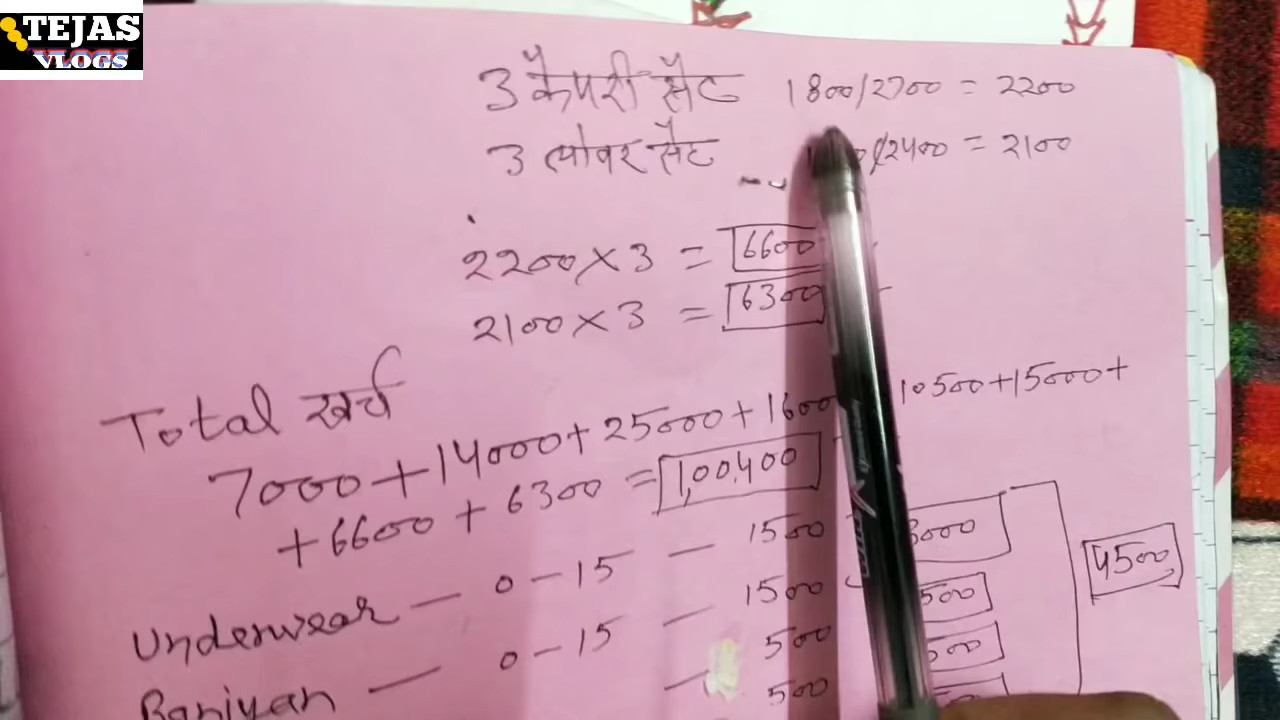 TEJAS
VLOGS
3 कैपरी सैट 1800/2700 = 2200
3 लोवर सैट /2400 = 2100
2200 × 3 = 6600
2100 × 3 = 6300
Total खर्च
7000 + 14000 + 25000 + 1600 10500 + 15000 +
+ 6600 + 6300 = 1,00,400
Underwear — 0 - 15 — 1500 3000
4500
Baniyan — 0 - 15 — 1500 500
— 500 500
500